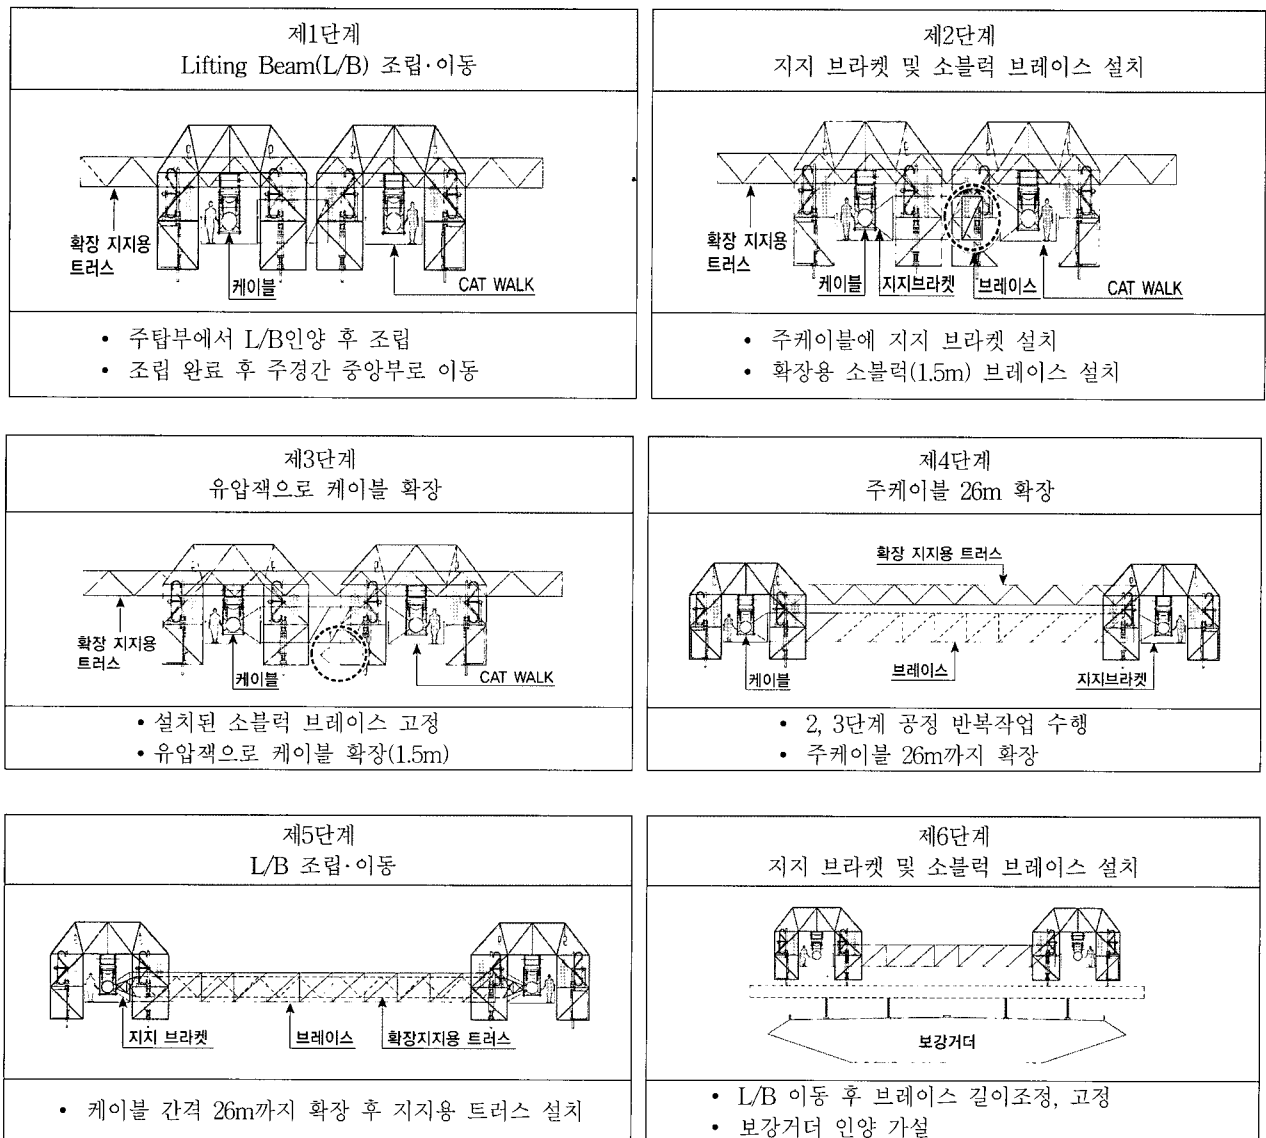 제1단계
Lifting Beam(L/B) 조립·이동
확장 지지용
트러스
케이블
CAT WALK
• 주탑부에서 L/B인양 후 조립
• 조립 완료 후 주경간 중앙부로 이동
제2단계
지지 브라켓 및 소블럭 브레이스 설치
확장 지지용
트러스
케이블
지지브라켓
브레이스
CAT WALK
• 주케이블에 지지 브라켓 설치
• 확장용 소블럭(1.5m) 브레이스 설치
제3단계
유압잭으로 케이블 확장
확장 지지용
트러스
케이블
CAT WALK
• 설치된 소블럭 브레이스 고정
• 유압잭으로 케이블 확장(1.5m)
제4단계
주케이블 26m 확장
확장 지지용 트러스
케이블
브레이스
지지브라켓
• 2, 3단계 공정 반복작업 수행
• 주케이블 26m까지 확장
제5단계
L/B 조립·이동
지지 브라켓
브레이스
확장지지용 트러스
• 케이블 간격 26m까지 확장 후 지지용 트러스 설치
제6단계
지지 브라켓 및 소블럭 브레이스 설치
보강거더
• L/B 이동 후 브레이스 길이조정, 고정
• 보강거더 인양 가설